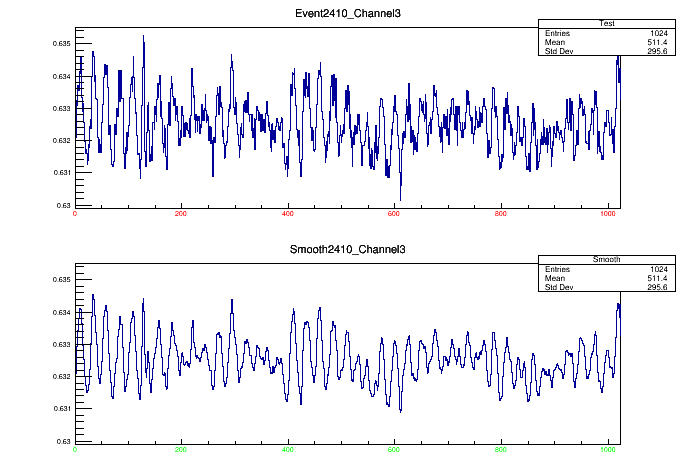 Event2410_Channel3
Test
Entries 1024
Mean 511.4
Std Dev 295.6
0.635
0.634
0.633
0.632
0.631
0.63
0 200 400 600 800 1000
Smooth2410_Channel3
Smooth
Entries 1024
Mean 511.4
Std Dev 295.6
0.635
0.634
0.633
0.632
0.631
0.63
0 200 400 600 800 1000